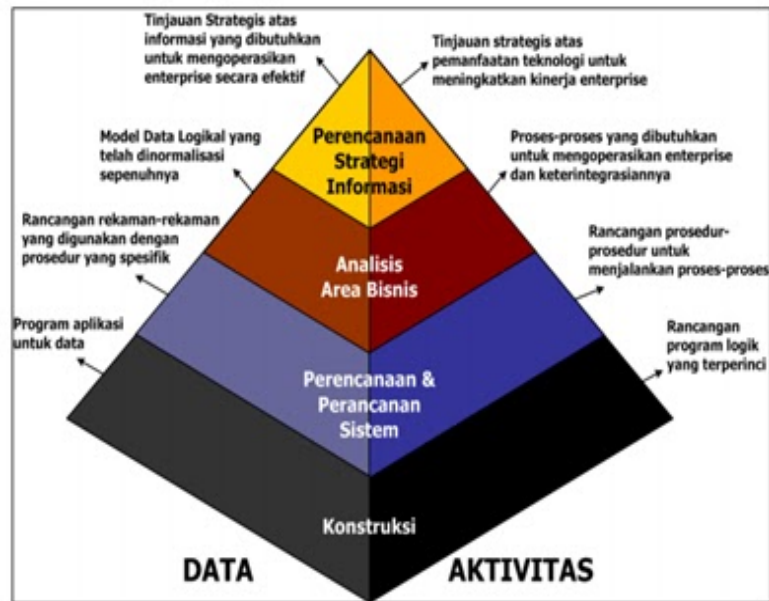 Tinjauan Strategis atas
informasi yang dibutuhkan
untuk mengoperasikan
enterprise secara efektif
Tinjauan strategis atas
pemanfaatan teknologi untuk
meningkatkan kinerja enterprise
Model Data Logikal yang
telah dinormalisasi
sepenuhnya
Perencanaan
Strategi
Informasi
Proses-proses yang dibutuhkan
untuk mengoperasikan enterprise
dan keterintegrasiannya
Rancangan rekaman-rekaman
yang digunakan dengan
prosedur yang spesifik
Analisis
Area Bisnis
Rancangan prosedur-
prosedur untuk
menjalankan proses-proses
Program aplikasi
untuk data
Perencanaan &
Perancanan
Sistem
Rancangan
program logik
yang terperinci
Konstruksi
DATA
AKTIVITAS